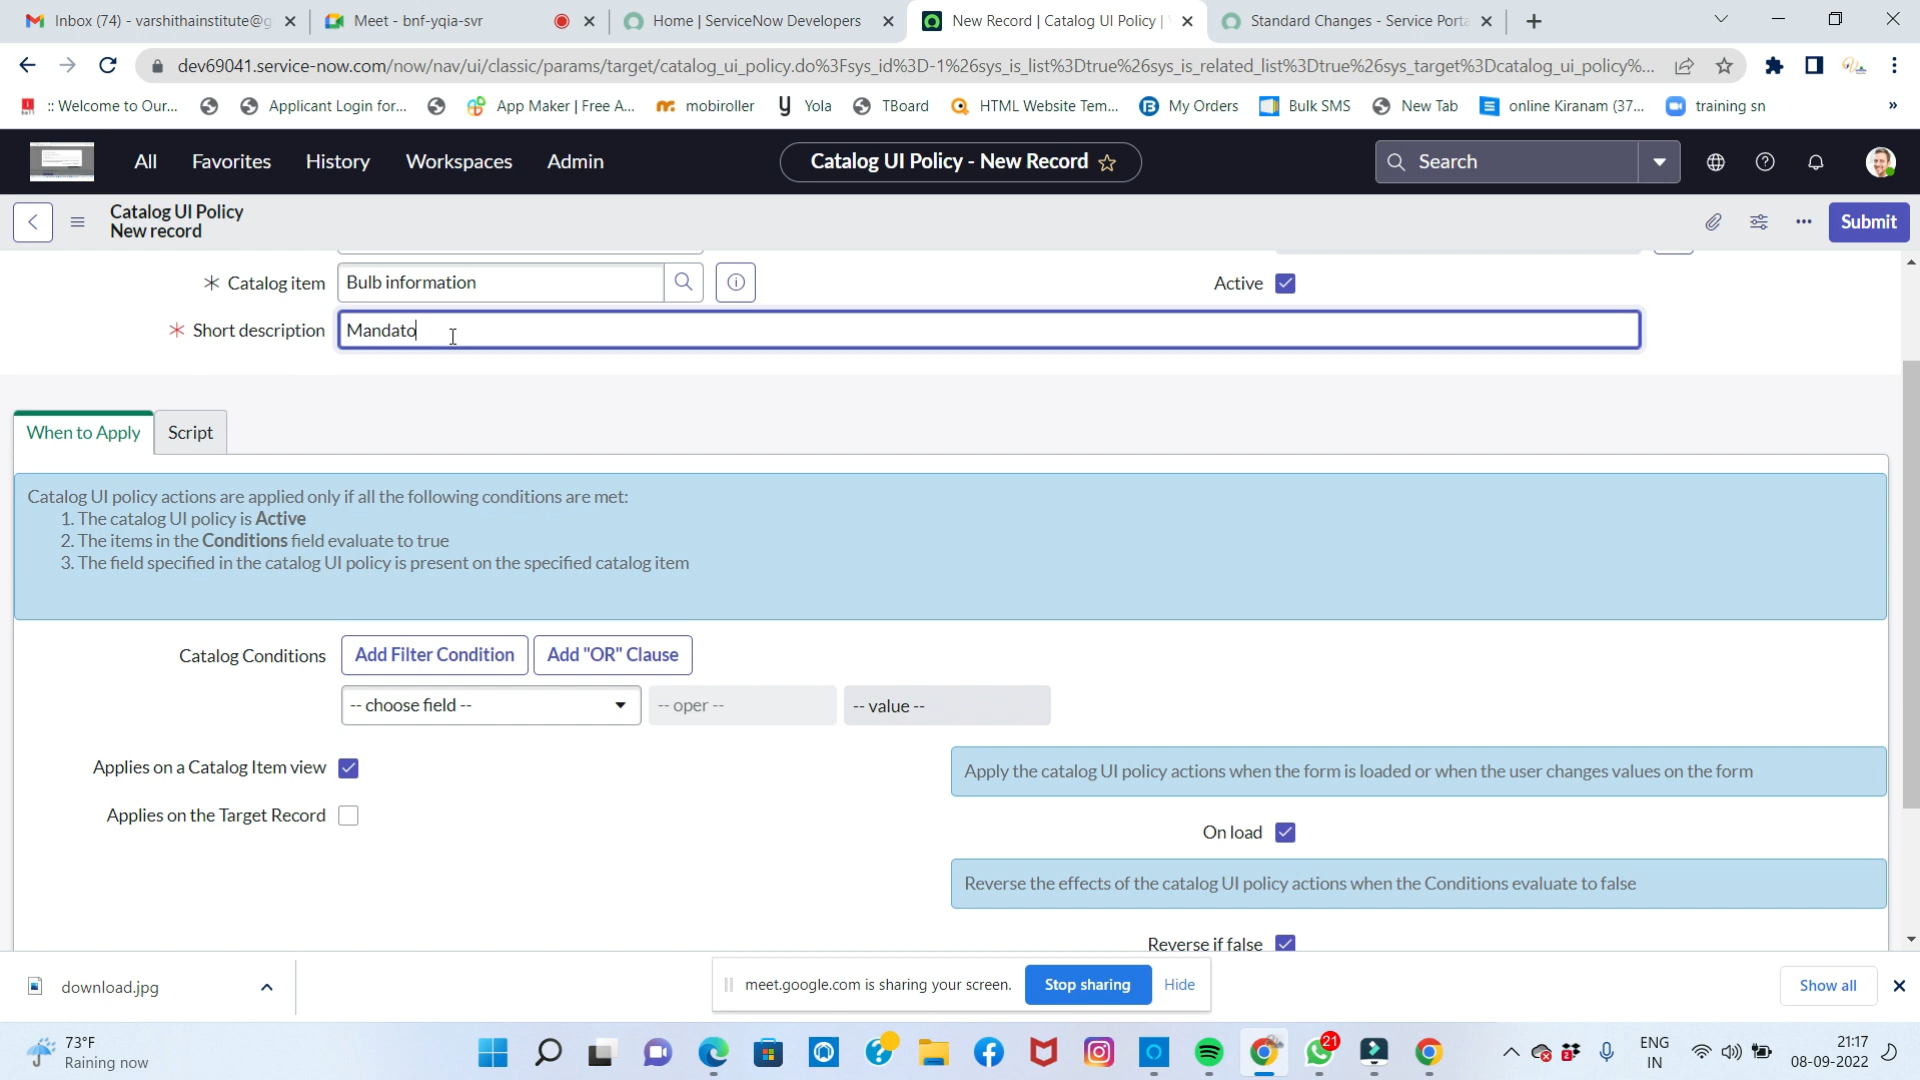 Inbox (74) - varshithainstitute@g
Meet - bnf-yqia-svr
Home | ServiceNow Developers
New Record | Catalog UI Policy |
Standard Changes - Service Porta
dev69041.service-now.com/now/nav/ui/classic/params/target/catalog_ui_policy.do%3Fsys_id%3D-1%26sys_is_list%3Dtrue%26sys_is_related_list%3Dtrue%26sys_target%3Dcatalog_ui_policy%...
:: Welcome to Our...
Applicant Login for...
App Maker | Free A...
mobiroller
Yola
TBoard
HTML Website Tem...
My Orders
Bulk SMS
New Tab
online Kiranam (37...
training sn
»
All
Favorites
History
Workspaces
Admin
Catalog UI Policy - New Record
Search
Catalog UI Policy
New record
Submit
Catalog item
Bulb information
Active
Short description
Mandato
When to Apply
Script
Catalog UI policy actions are applied only if all the following conditions are met:
1. The catalog UI policy is Active
2. The items in the Conditions field evaluate to true
3. The field specified in the catalog UI policy is present on the specified catalog item
Catalog Conditions
Add Filter Condition
Add "OR" Clause
-- choose field --
-- oper --
-- value --
Applies on a Catalog Item view
Apply the catalog UI policy actions when the form is loaded or when the user changes values on the form
Applies on the Target Record
On load
Reverse the effects of the catalog UI policy actions when the Conditions evaluate to false
Reverse if false
download.jpg
meet.google.com is sharing your screen.
Stop sharing
Hide
Show all
73°F
Raining now
21
ENG
IN
21:17
08-09-2022